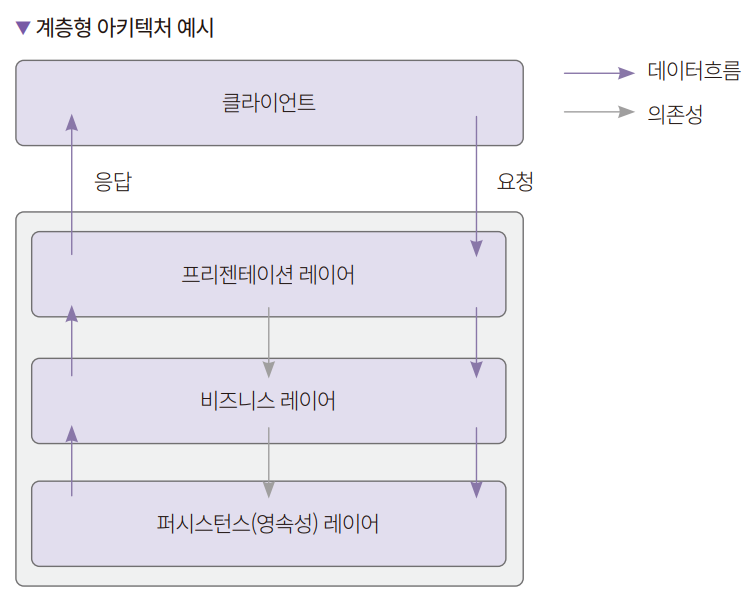 ▼ 계층형 아키텍처 예시
클라이언트
데이터흐름
의존성
응답
요청
프리젠테이션 레이어
비즈니스 레이어
퍼시스턴스(영속성) 레이어